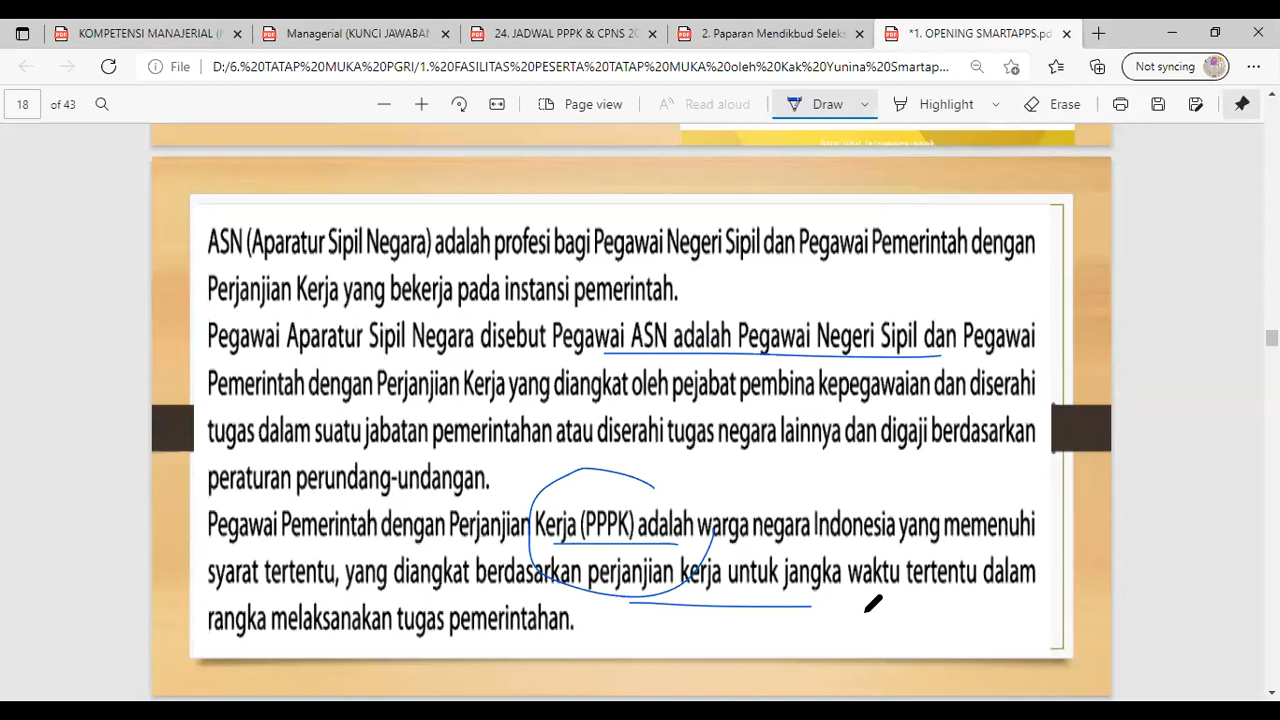 KOMPETENSI MANAJERIAL (
Managerial (KUNCI JAWABAN
24. JADWAL PPPK & CPNS 20
2. Paparan Mendikbud Seleks
*1. OPENING SMARTAPPS.pd
File
D:/6.%20TATAP%20MUKA%20PGRI/1.%20FASILITAS%20PESERTA%20TATAP%20MUKA%20oleh%20Kak%20Yunina%20Smartap...
Not syncing
18 of 43
Page view
Read aloud
Draw
Highlight
Erase
ASN (Aparatur Sipil Negara) adalah profesi bagi Pegawai Negeri Sipil dan Pegawai Pemerintah dengan
Perjanjian Kerja yang bekerja pada instansi pemerintah.
Pegawai Aparatur Sipil Negara disebut Pegawai ASN adalah Pegawai Negeri Sipil dan Pegawai
Pemerintah dengan Perjanjian Kerja yang diangkat oleh pejabat pembina kepegawaian dan diserahi
tugas dalam suatu jabatan pemerintahan atau diserahi tugas negara lainnya dan digaji berdasarkan
peraturan perundang-undangan.
Pegawai Pemerintah dengan Perjanjian Kerja (PPPK) adalah warga negara Indonesia yang memenuhi
syarat tertentu, yang diangkat berdasarkan perjanjian kerja untuk jangka waktu tertentu dalam
rangka melaksanakan tugas pemerintahan.